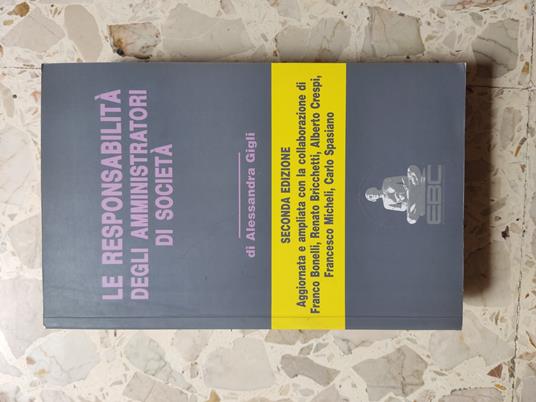 LE RESPONSABILITÀ
DEGLI AMMINISTRATORI
DI SOCIETÀ
di Alessandra Gigli
SECONDA EDIZIONE
Aggiornata e ampliata con la collaborazione di
Franco Bonelli, Renato Bricchetti, Alberto Crespi,
Francesco Micheli, Carlo Spasiano
EBC